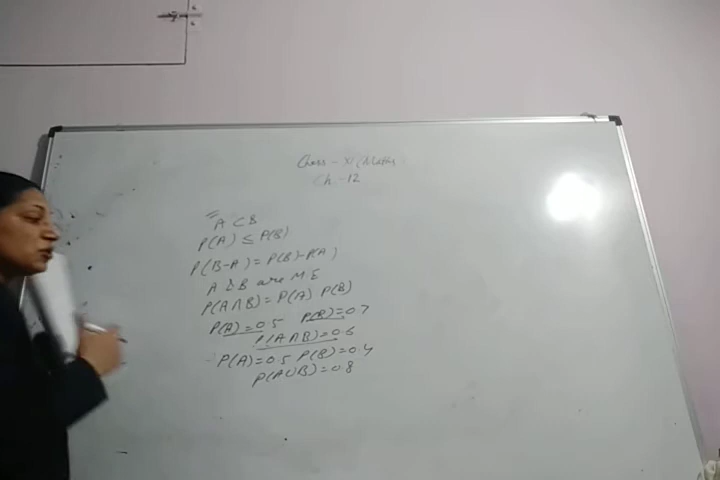 Class - XI (Maths
Ch - 12
A ⊂ B
P(A) ≤ P(B)
P(B-A) = P(B)-P(A)
A & B are M E
P(A∩B) = P(A) P(B)
P(A)=0.5 P(B)=0.7
P(A∩B)=0.6
P(A)=0.5 P(B)=0.4
P(A∪B)=0.8